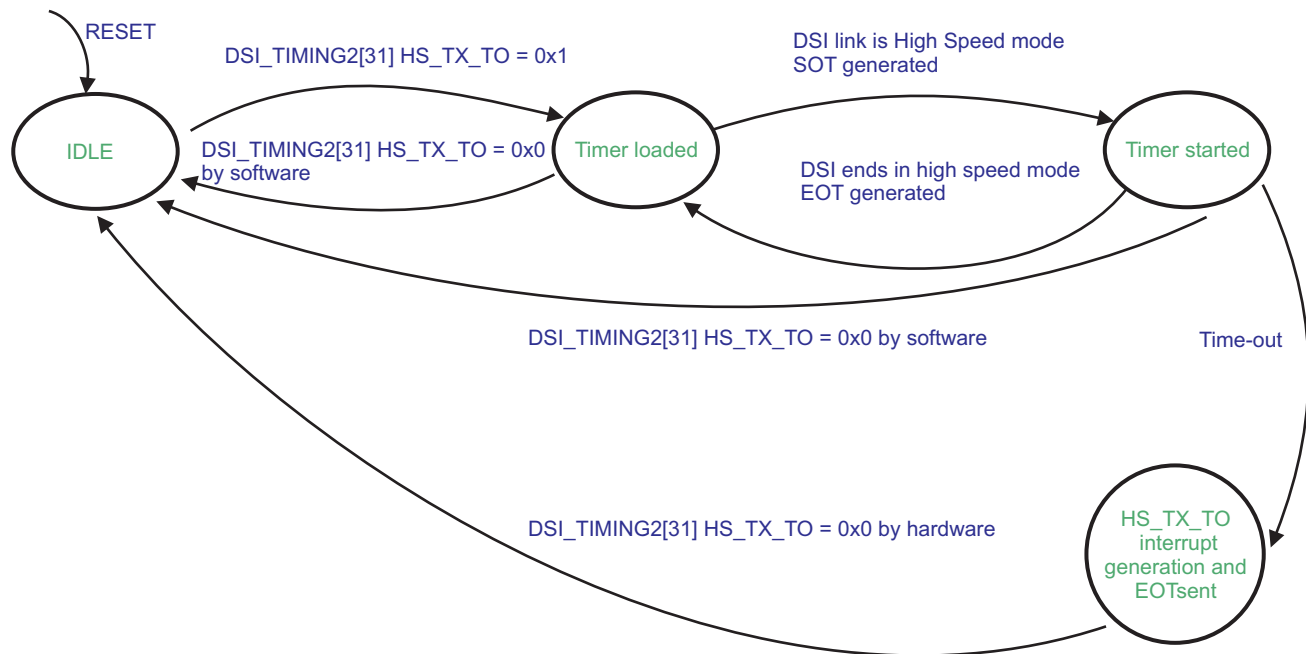 RESET
DSI_TIMING2[31] HS_TX_TO = 0x1
DSI link is High Speed mode
SOT generated
IDLE
DSI_TIMING2[31] HS_TX_TO = 0x0
by software
Timer loaded
DSI ends in high speed mode
EOT generated
Timer started
DSI_TIMING2[31] HS_TX_TO = 0x0 by software
Time-out
DSI_TIMING2[31] HS_TX_TO = 0x0 by hardware
HS_TX_TO
interrupt
generation and
EOTsent